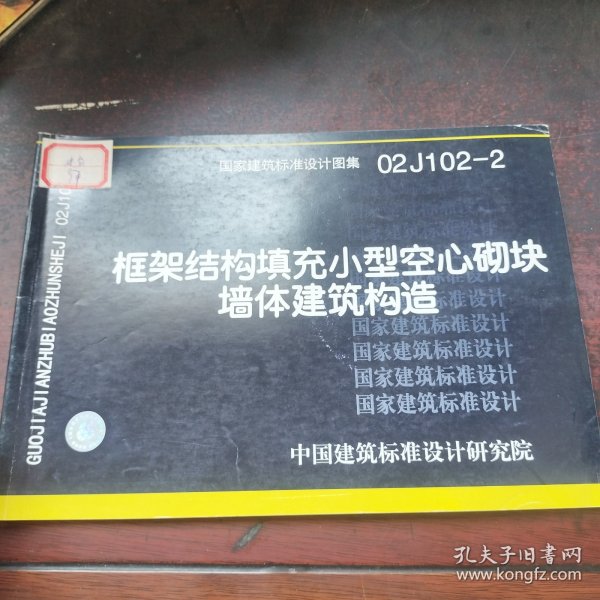 国家建筑标准设计图集 02J102-2
框架结构填充小型空心砌块
墙体建筑构造
国家建筑标准设计
国家建筑标准设计
国家建筑标准设计
国家建筑标准设计
中国建筑标准设计研究院
GUOJIAJIANZHUBIAOZHUNSHEJI 02J10
孔夫子旧书网
www.kongfz.com